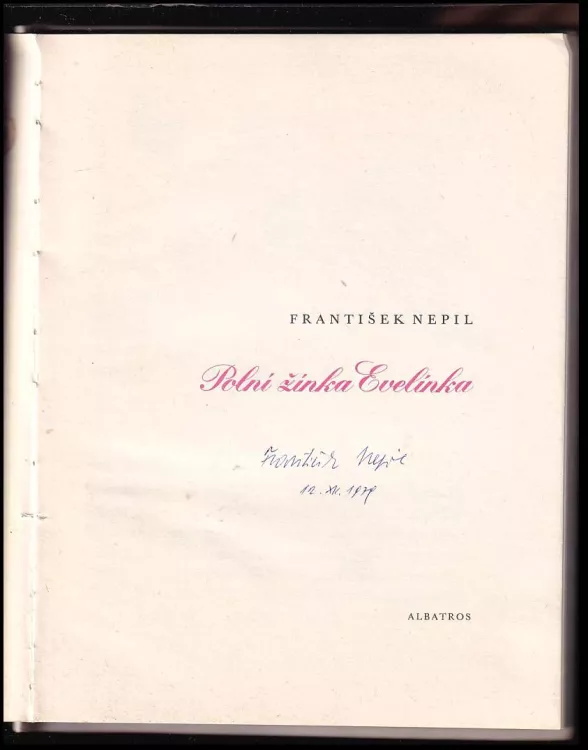 FRANTIŠEK NEPIL
Polní žínka Evelínka
František Nepil
12. XII. 1979
ALBATROS